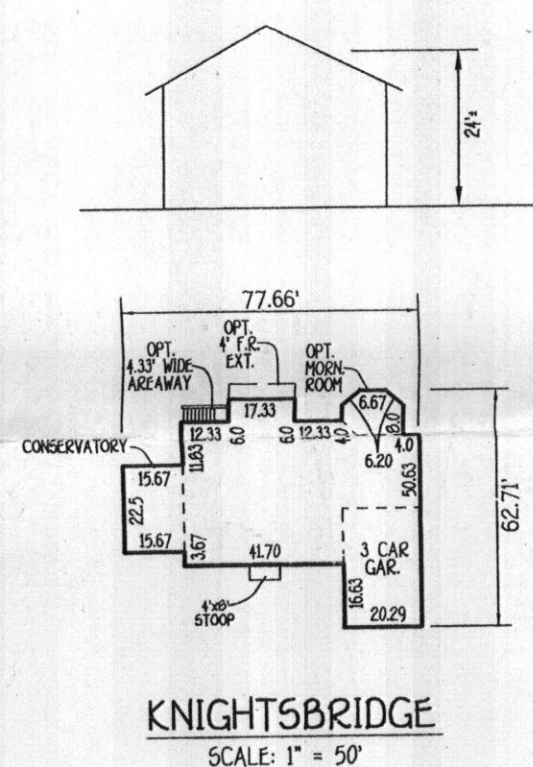 24'±
77.66'
OPT.
4' F.R.
EXT.
OPT.
4.33' WIDE
AREAWAY
OPT.
MORN.
ROOM
6.67
17.33
12.33
6.0
6.0
12.33
4.0
8.0
4.0
6.20
CONSERVATORY
15.67
11.83
50.63
62.71'
22.5
15.67
3.67
41.70
3 CAR
GAR.
16.63
20.29
4'x8'
STOOP
KNIGHTSBRIDGE
SCALE: 1" = 50'